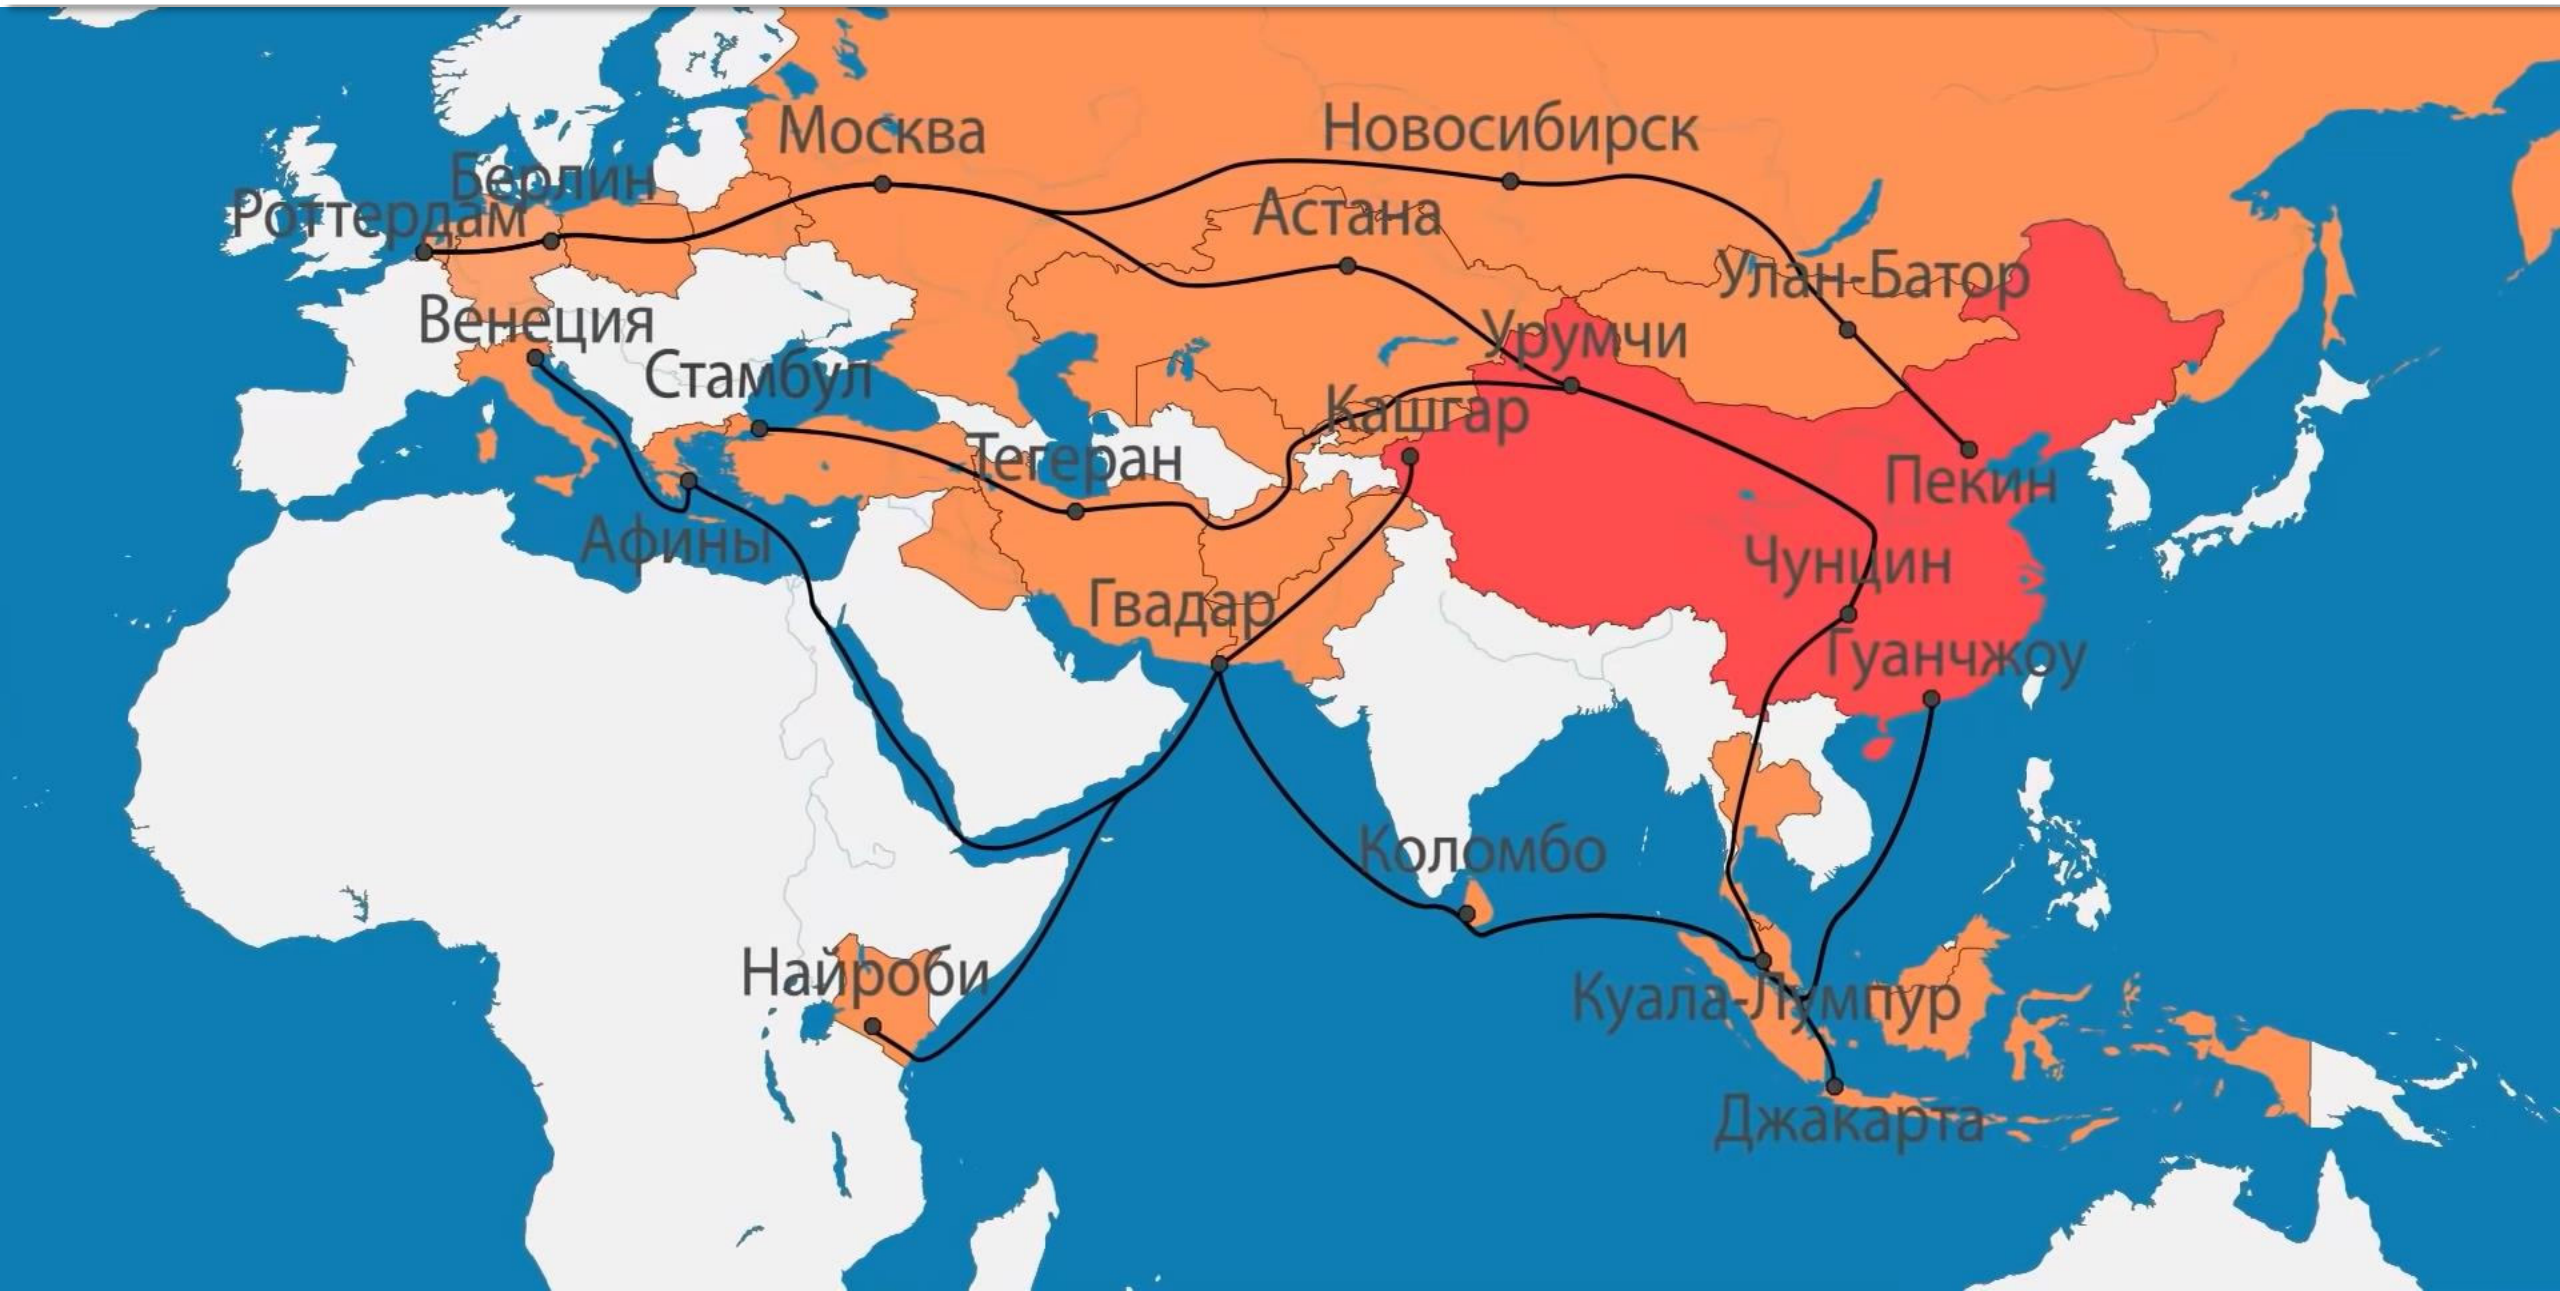 Москва
Новосибирск
Берлин
Роттердам
Астана
Улан-Батор
Венеция
Урумчи
Стамбул
Кашгар
Тегеран
Пекин
Афины
Чунцин
Гвадар
Гуанчжоу
Коломбо
Найроби
Куала-Лумпур
Джакарта